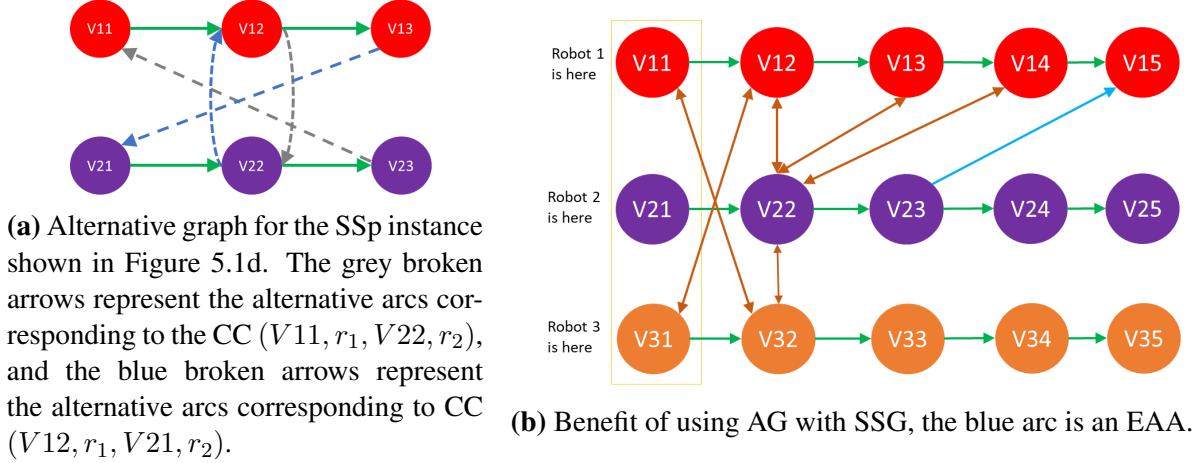 V11 V12 V13
V21 V22 V23
(a) Alternative graph for the SSp instance
shown in Figure 5.1d. The grey broken
arrows represent the alternative arcs cor-
responding to the CC (V11, r₁, V22, r₂),
and the blue broken arrows represent
the alternative arcs corresponding to CC
(V12, r₁, V21, r₂).
Robot 1
is here
V11 V12 V13 V14 V15
Robot 2
is here
V21 V22 V23 V24 V25
Robot 3
is here
V31 V32 V33 V34 V35
(b) Benefit of using AG with SSG, the blue arc is an EAA.